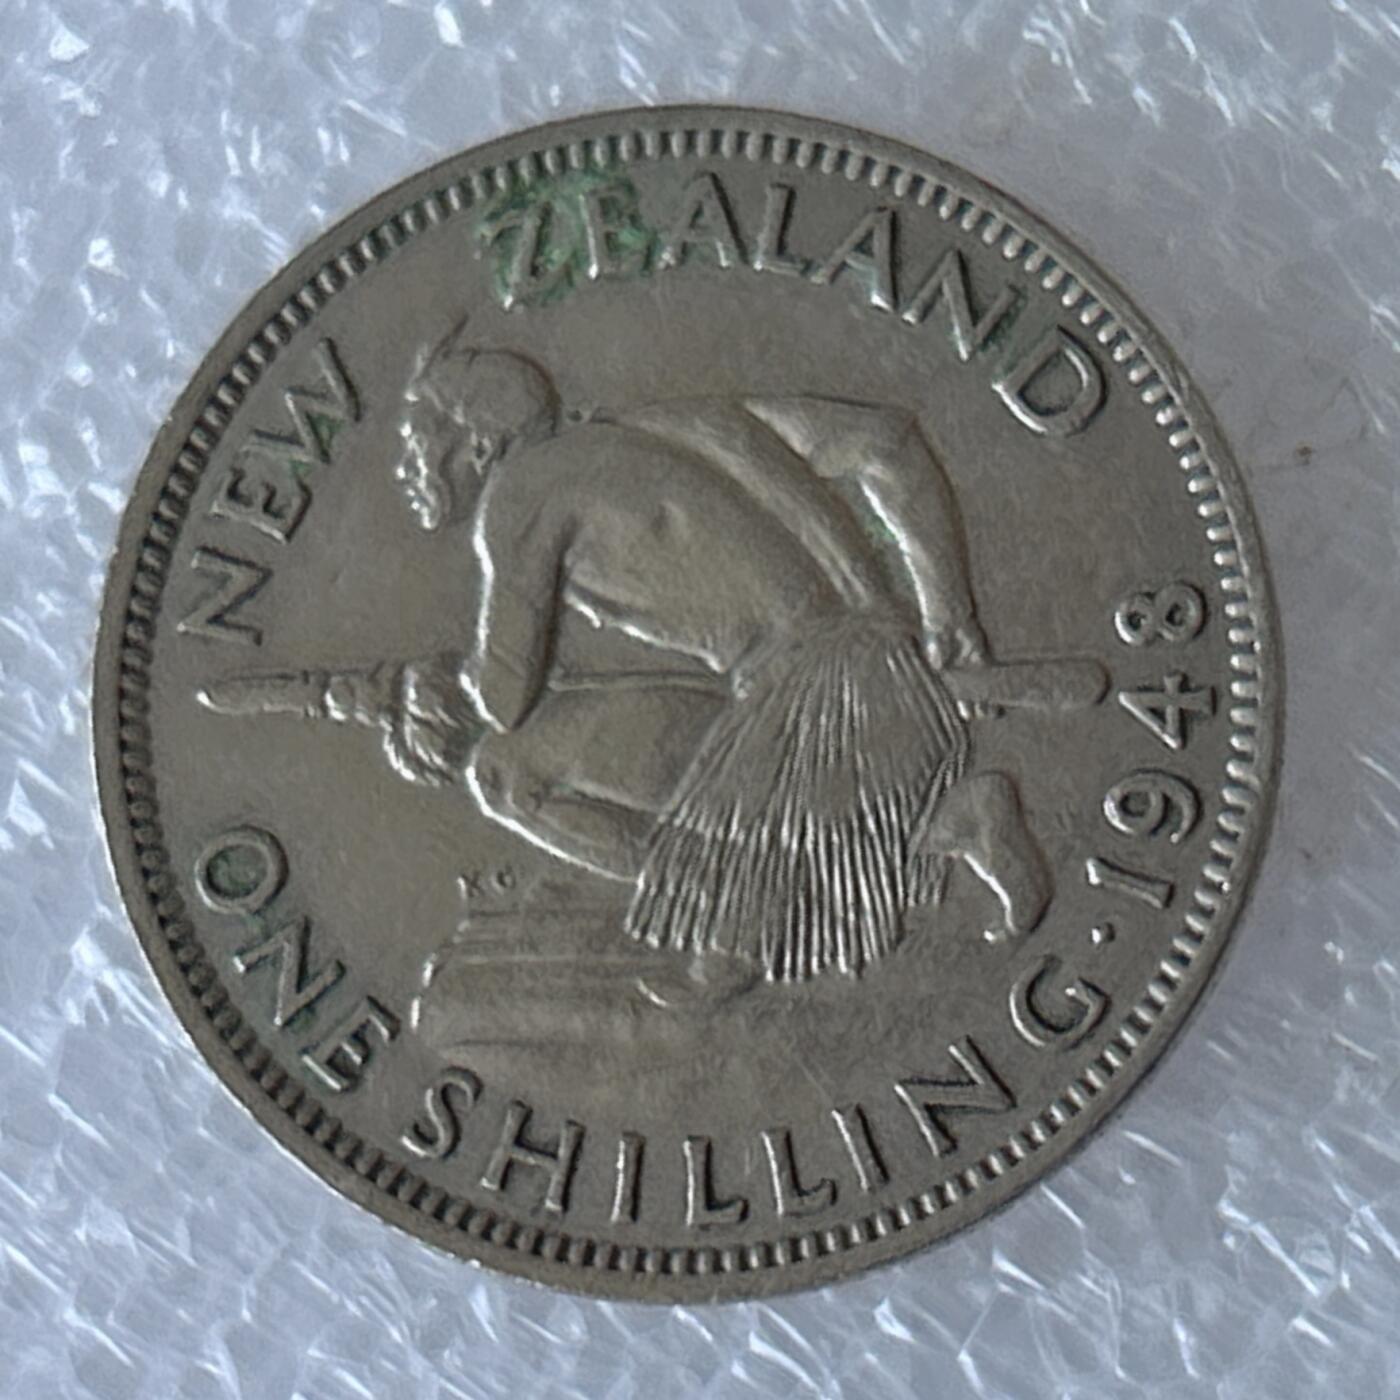 NEW ZEALAND
ONE SHILLING · 1948
KG